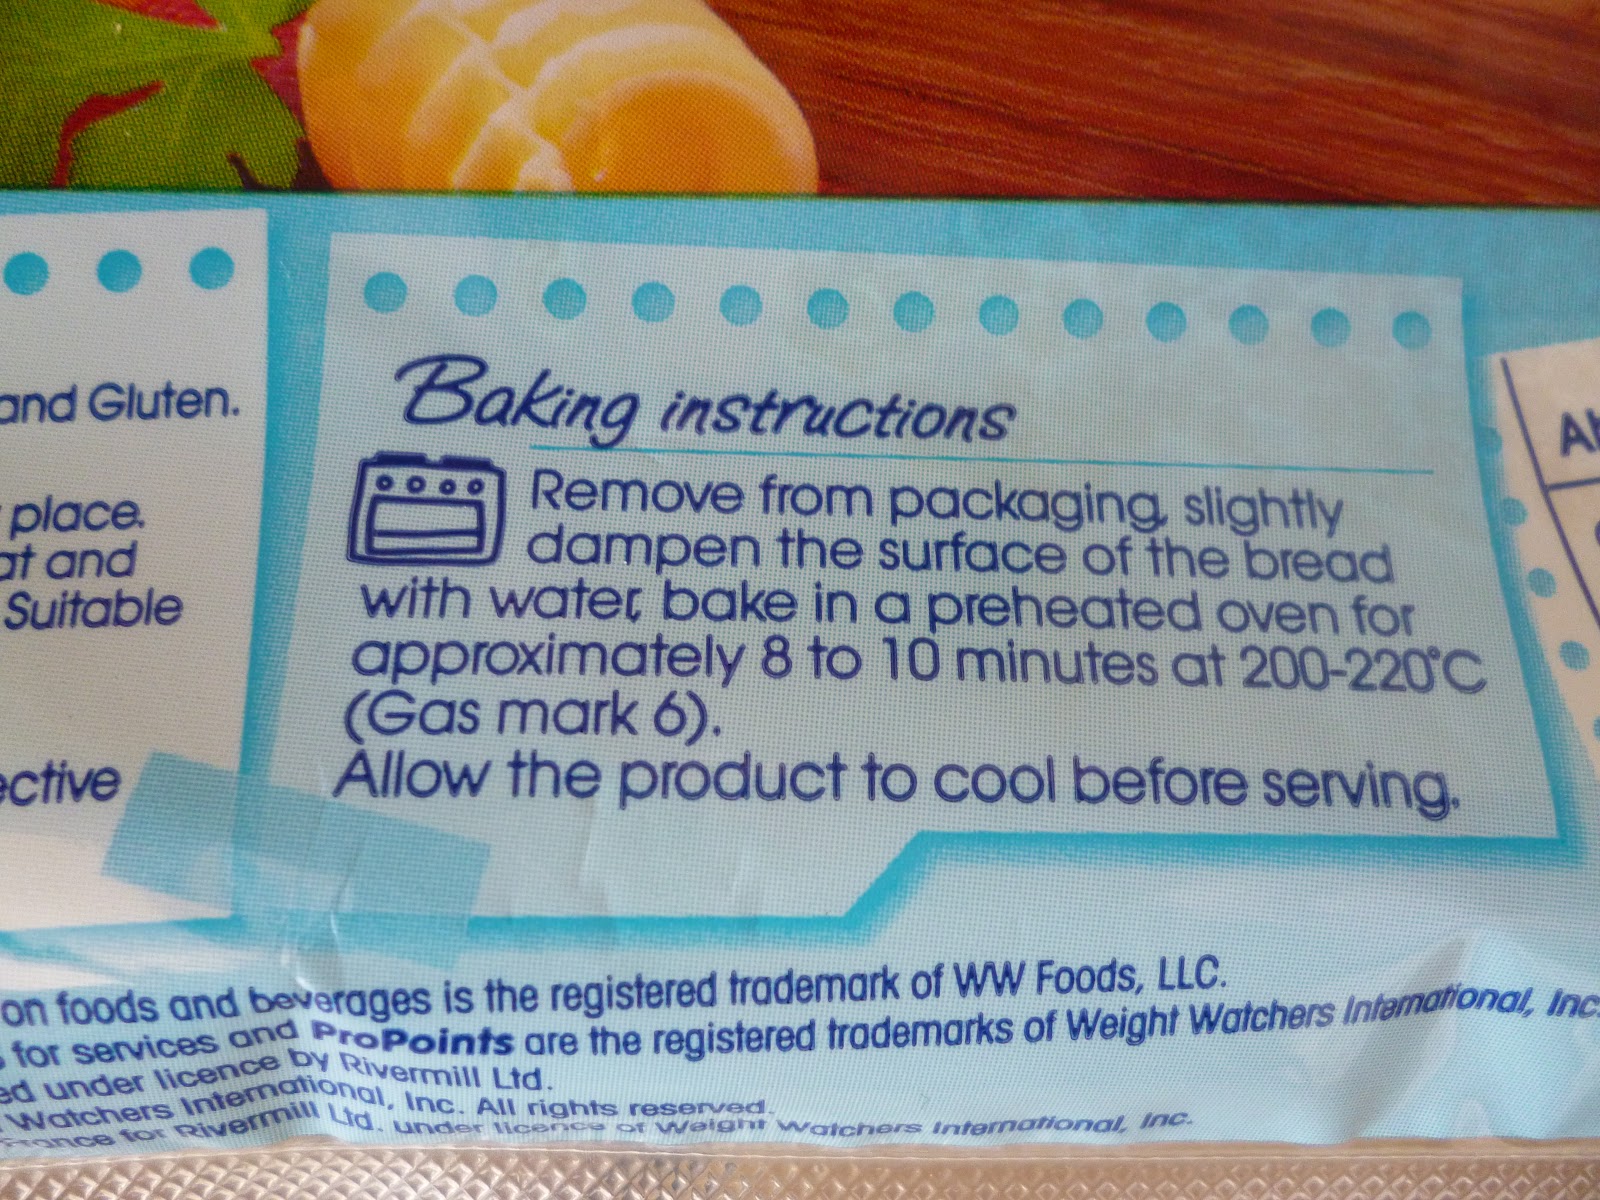 and Gluten.
place.
at and
Suitable
ective
Baking instructions
Remove from packaging, slightly
dampen the surface of the bread
with water, bake in a preheated oven for
approximately 8 to 10 minutes at 200-220°C
(Gas mark 6).
Allow the product to cool before serving.
on foods and beverages is the registered trademark of WW Foods, LLC.
for services and ProPoints are the registered trademarks of Weight Watchers International, Inc.
ed under licence by Rivermill Ltd.
Watchers International, Inc. All rights reserved.
France for Rivermill Ltd. under licence of Weight Watchers International, Inc.